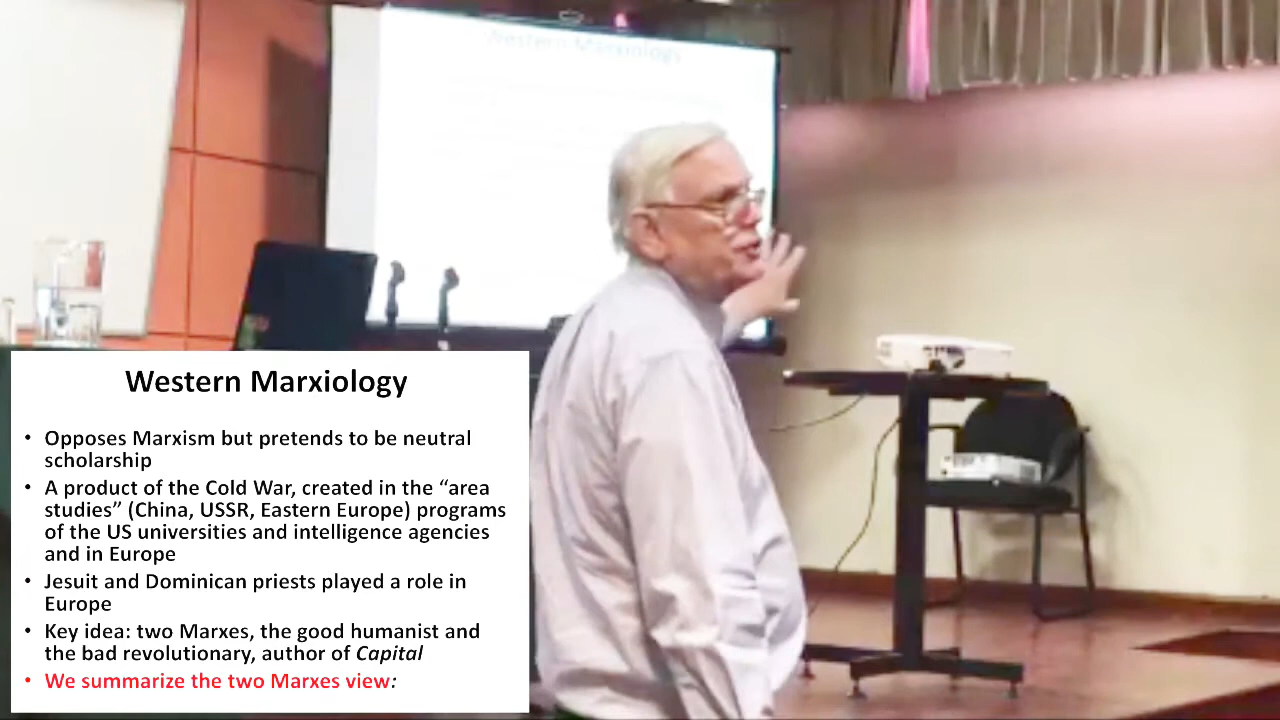 Western Marxiology
Western Marxiology
• Opposes Marxism but pretends to be neutral
scholarship
• A product of the Cold War, created in the “area
studies” (China, USSR, Eastern Europe) programs
of the US universities and intelligence agencies
and in Europe
• Jesuit and Dominican priests played a role in
Europe
• Key idea: two Marxes, the good humanist and
the bad revolutionary, author of Capital
• We summarize the two Marxes view: